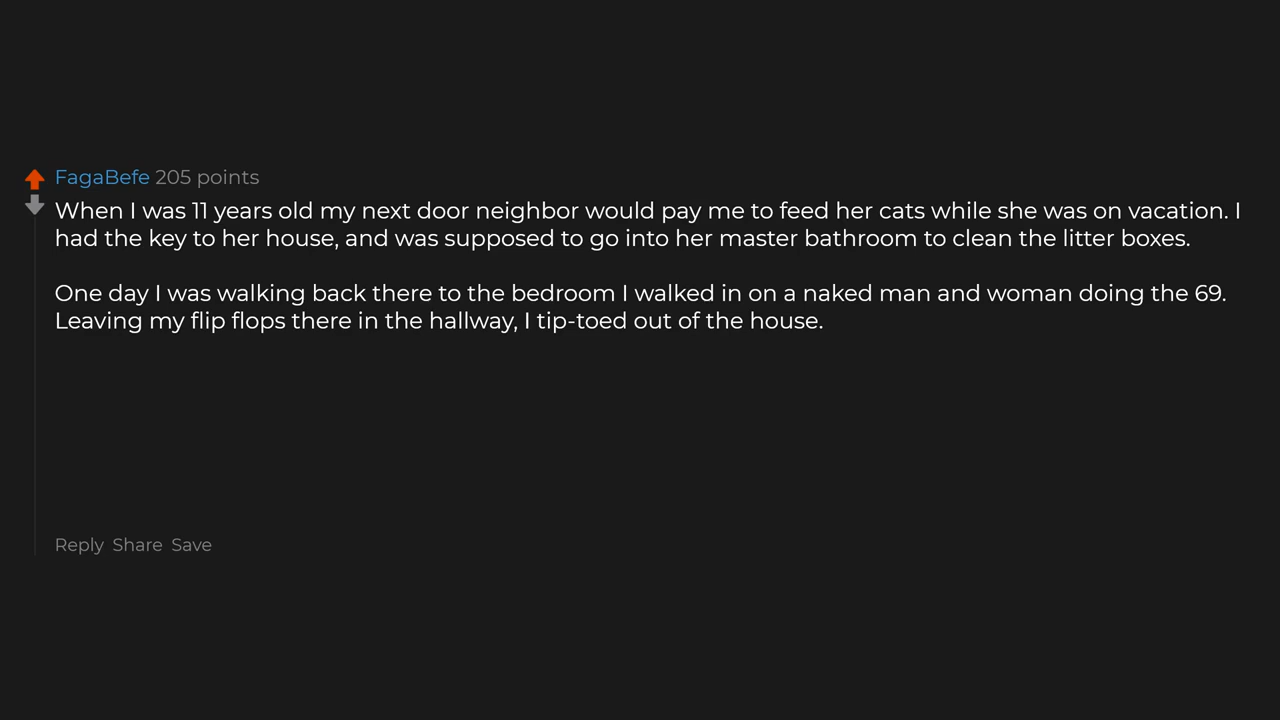 FagaBefe 205 points
When I was 11 years old my next door neighbor would pay me to feed her cats while she was on vacation. I
had the key to her house, and was supposed to go into her master bathroom to clean the litter boxes.
One day I was walking back there to the bedroom I walked in on a naked man and woman doing the 69.
Leaving my flip flops there in the hallway, I tip-toed out of the house.
Reply Share Save